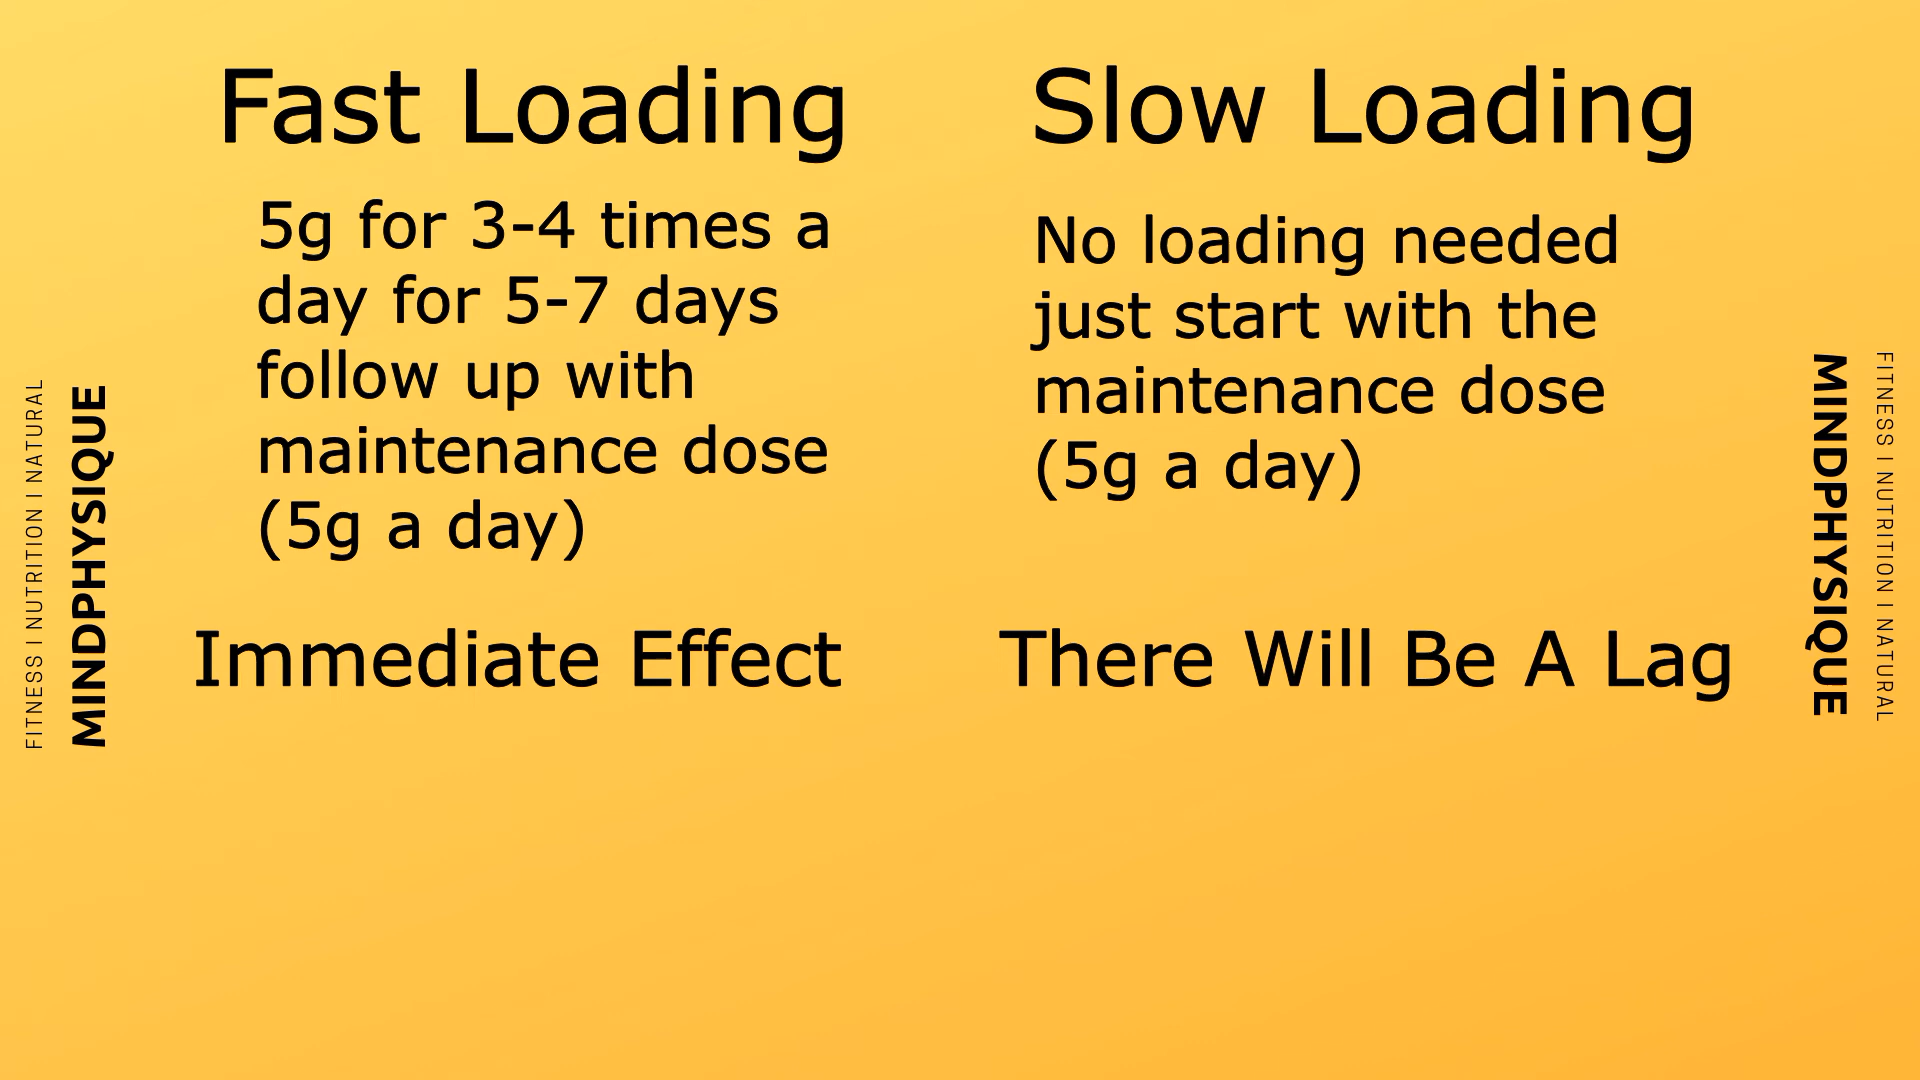 Fast Loading
5g for 3-4 times a
day for 5-7 days
follow up with
maintenance dose
(5g a day)
Immediate Effect
Slow Loading
No loading needed
just start with the
maintenance dose
(5g a day)
There Will Be A Lag
FITNESS I NUTRITION I NATURAL
MINDPHYSIQUE
MINDPHYSIQUE
FITNESS I NUTRITION I NATURAL